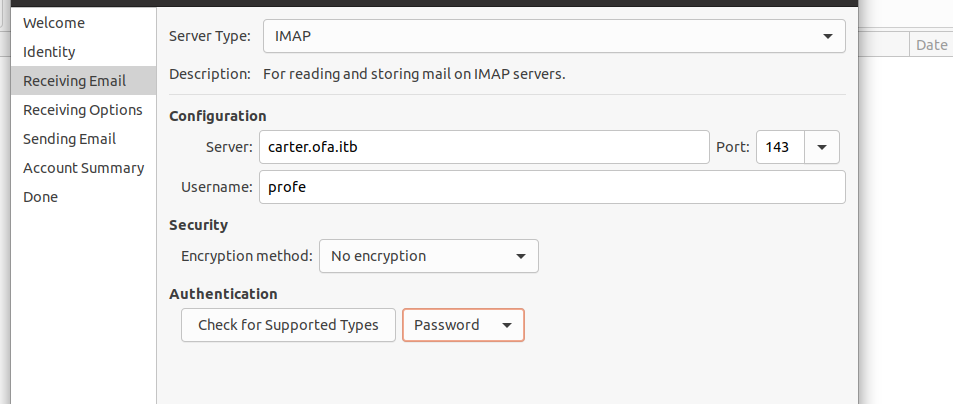 Welcome
Identity
Receiving Email
Receiving Options
Sending Email
Account Summary
Done
Server Type: IMAP
Description: For reading and storing mail on IMAP servers.
Configuration
Server: carter.ofa.itb Port: 143
Username: profe
Security
Encryption method: No encryption
Authentication
Check for Supported Types Password
Date